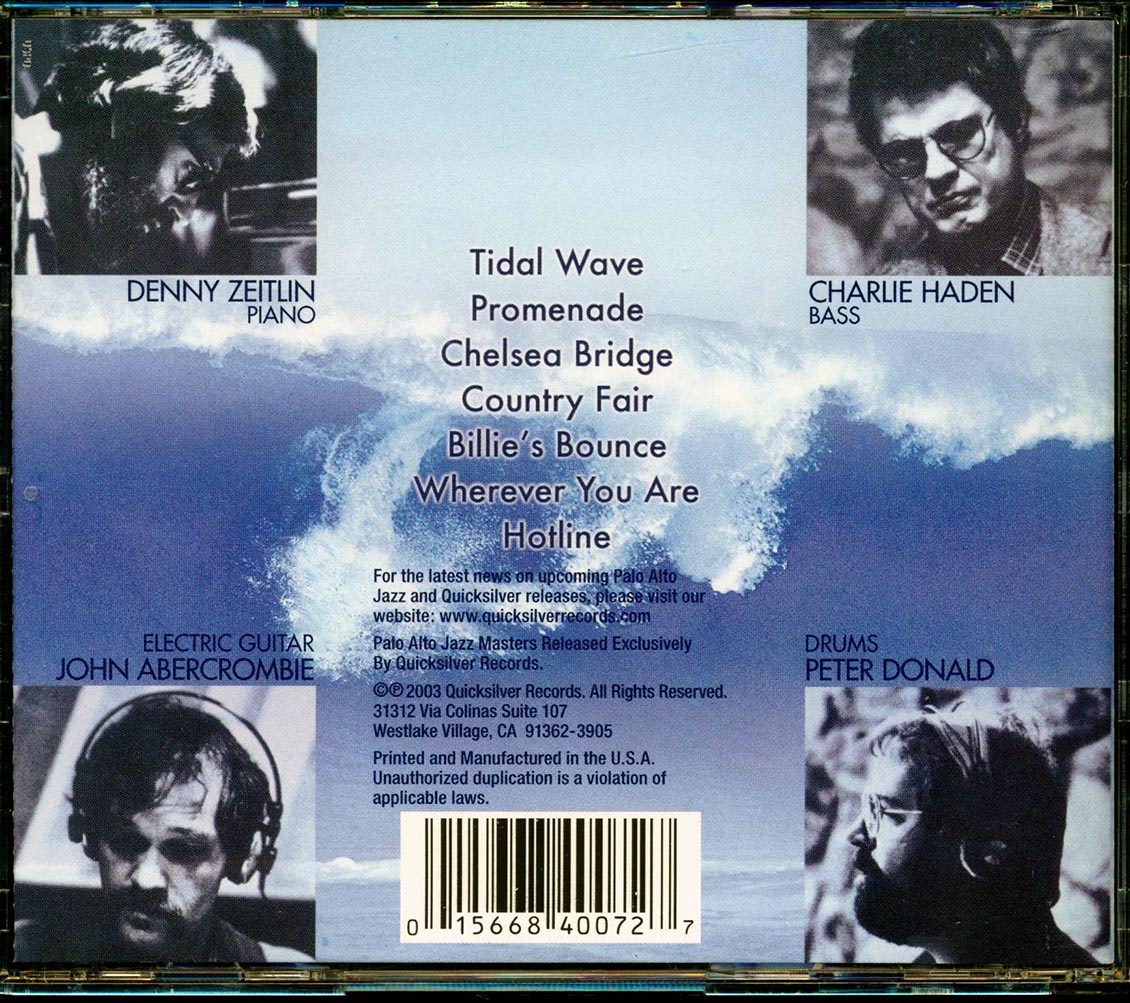 DENNY ZEITLIN
PIANO
CHARLIE HADEN
BASS
Tidal Wave
Promenade
Chelsea Bridge
Country Fair
Billie's Bounce
Wherever You Are
Hotline
For the latest news on upcoming Palo Alto
Jazz and Quicksilver releases, please visit our
website: www.quicksilverrecords.com
Palo Alto Jazz Masters Released Exclusively
By Quicksilver Records.
©℗ 2003 Quicksilver Records. All Rights Reserved.
31312 Via Colinas Suite 107
Westlake Village, CA 91362-3905
Printed and Manufactured in the U.S.A.
Unauthorized duplication is a violation of
applicable laws.
ELECTRIC GUITAR
JOHN ABERCROMBIE
DRUMS
PETER DONALD
0 15668 40072 7